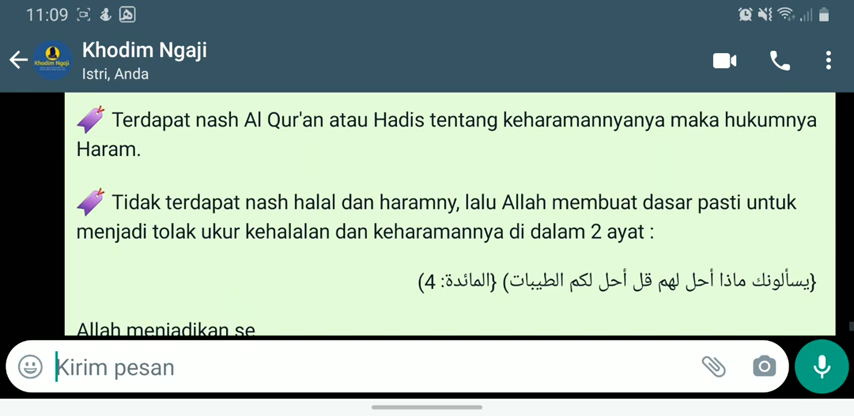 11:09
Khodim Ngaji
Khodim Ngaji
Istri, Anda
Terdapat nash Al Qur'an atau Hadis tentang keharamannyanya maka hukumnya
Haram.
Tidak terdapat nash halal dan haramny, lalu Allah membuat dasar pasti untuk
menjadi tolak ukur kehalalan dan keharamannya di dalam 2 ayat :
{يسألونك ماذا أحل لهم قل أحل لكم الطيبات) {المائدة: 4)
Allah menjadikan se
Kirim pesan